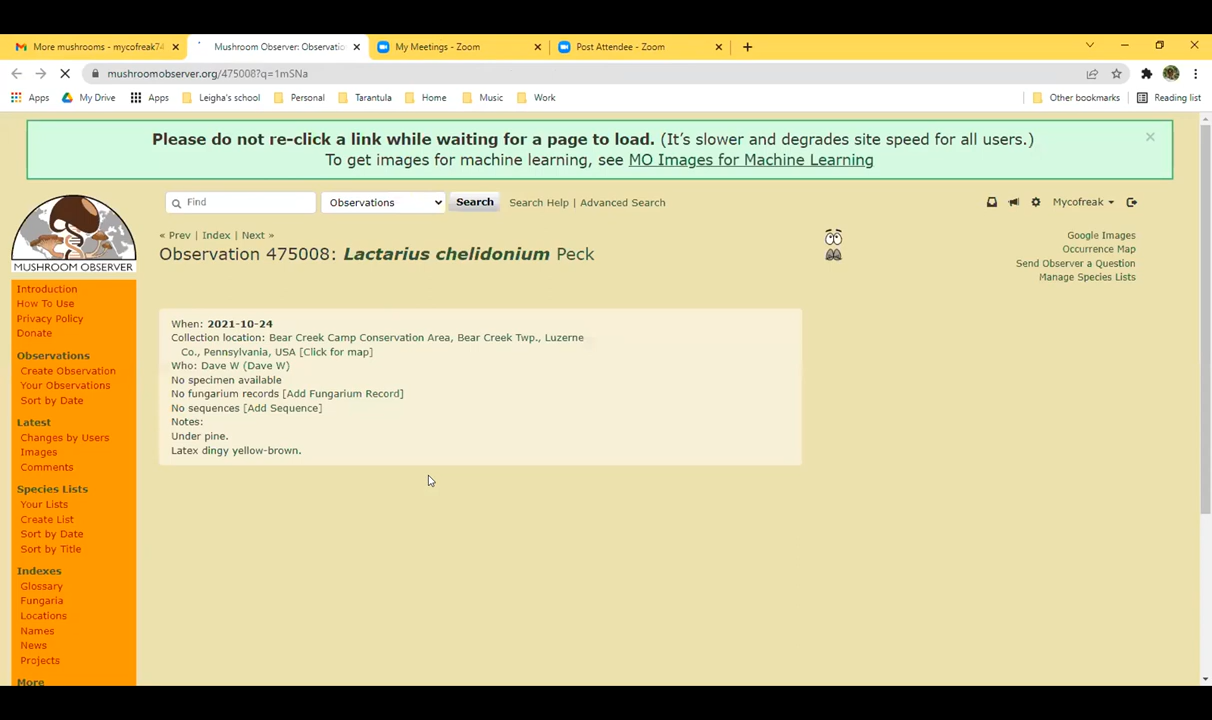 More mushrooms - mycofreak74
Mushroom Observer: Observatio
My Meetings - Zoom
Post Attendee - Zoom
mushroomobserver.org/475008?q=1mSNa
Apps My Drive Apps Leigha's school Personal Tarantula Home Music Work Other bookmarks Reading list
Please do not re-click a link while waiting for a page to load. (It's slower and degrades site speed for all users.)
To get images for machine learning, see MO Images for Machine Learning
Find Observations Search Search Help | Advanced Search Mycofreak
MUSHROOM OBSERVER
« Prev | Index | Next »
Observation 475008: Lactarius chelidonium Peck
Google Images
Occurrence Map
Send Observer a Question
Manage Species Lists
Introduction
How To Use
Privacy Policy
Donate
Observations
Create Observation
Your Observations
Sort by Date
Latest
Changes by Users
Images
Comments
Species Lists
Your Lists
Create List
Sort by Date
Sort by Title
Indexes
Glossary
Fungaria
Locations
Names
News
Projects
More
When: 2021-10-24
Collection location: Bear Creek Camp Conservation Area, Bear Creek Twp., Luzerne
Co., Pennsylvania, USA [Click for map]
Who: Dave W (Dave W)
No specimen available
No fungarium records [Add Fungarium Record]
No sequences [Add Sequence]
Notes:
Under pine.
Latex dingy yellow-brown.